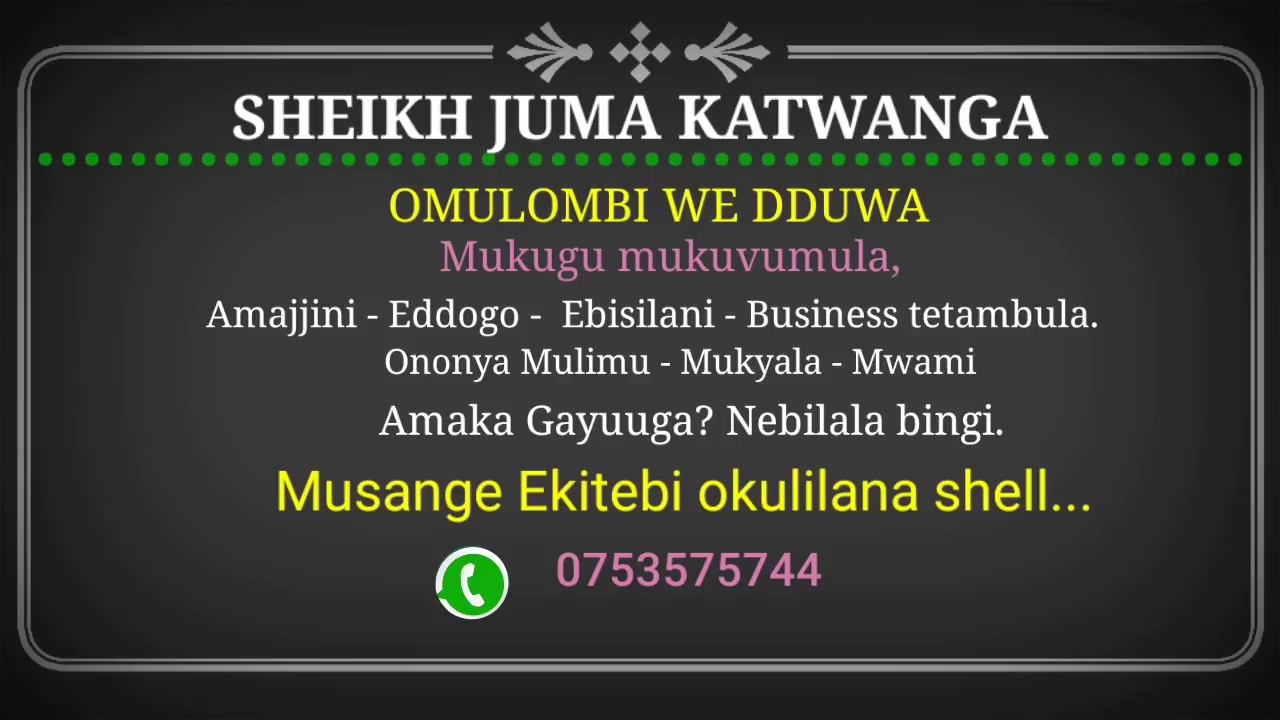 SHEIKH JUMA KATWANGA
OMULOMBI WE DDUWA
Mukugu mukuvumula,
Amajjini - Eddogo - Ebisilani - Business tetambula.
Ononya Mulimu - Mukyala - Mwami
Amaka Gayuuga? Nebilala bingi.
Musange Ekitebi okulilana shell...
0753575744